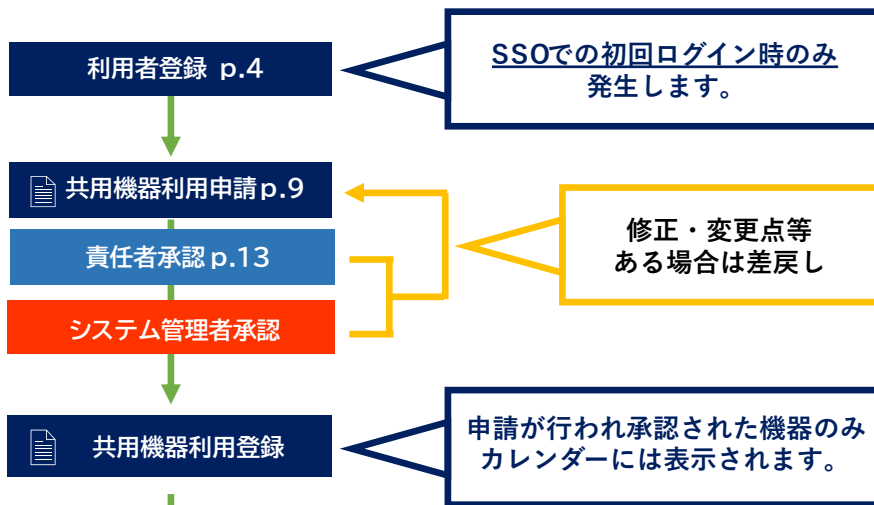 利用者登録 p.4
SSOでの初回ログイン時のみ
発生します。
共用機器利用申請p.9
責任者承認p.13
システム管理者承認
修正・変更点等
ある場合は差戻し
共用機器利用登録
申請が行われ承認された機器のみ
カレンダーには表示されます。